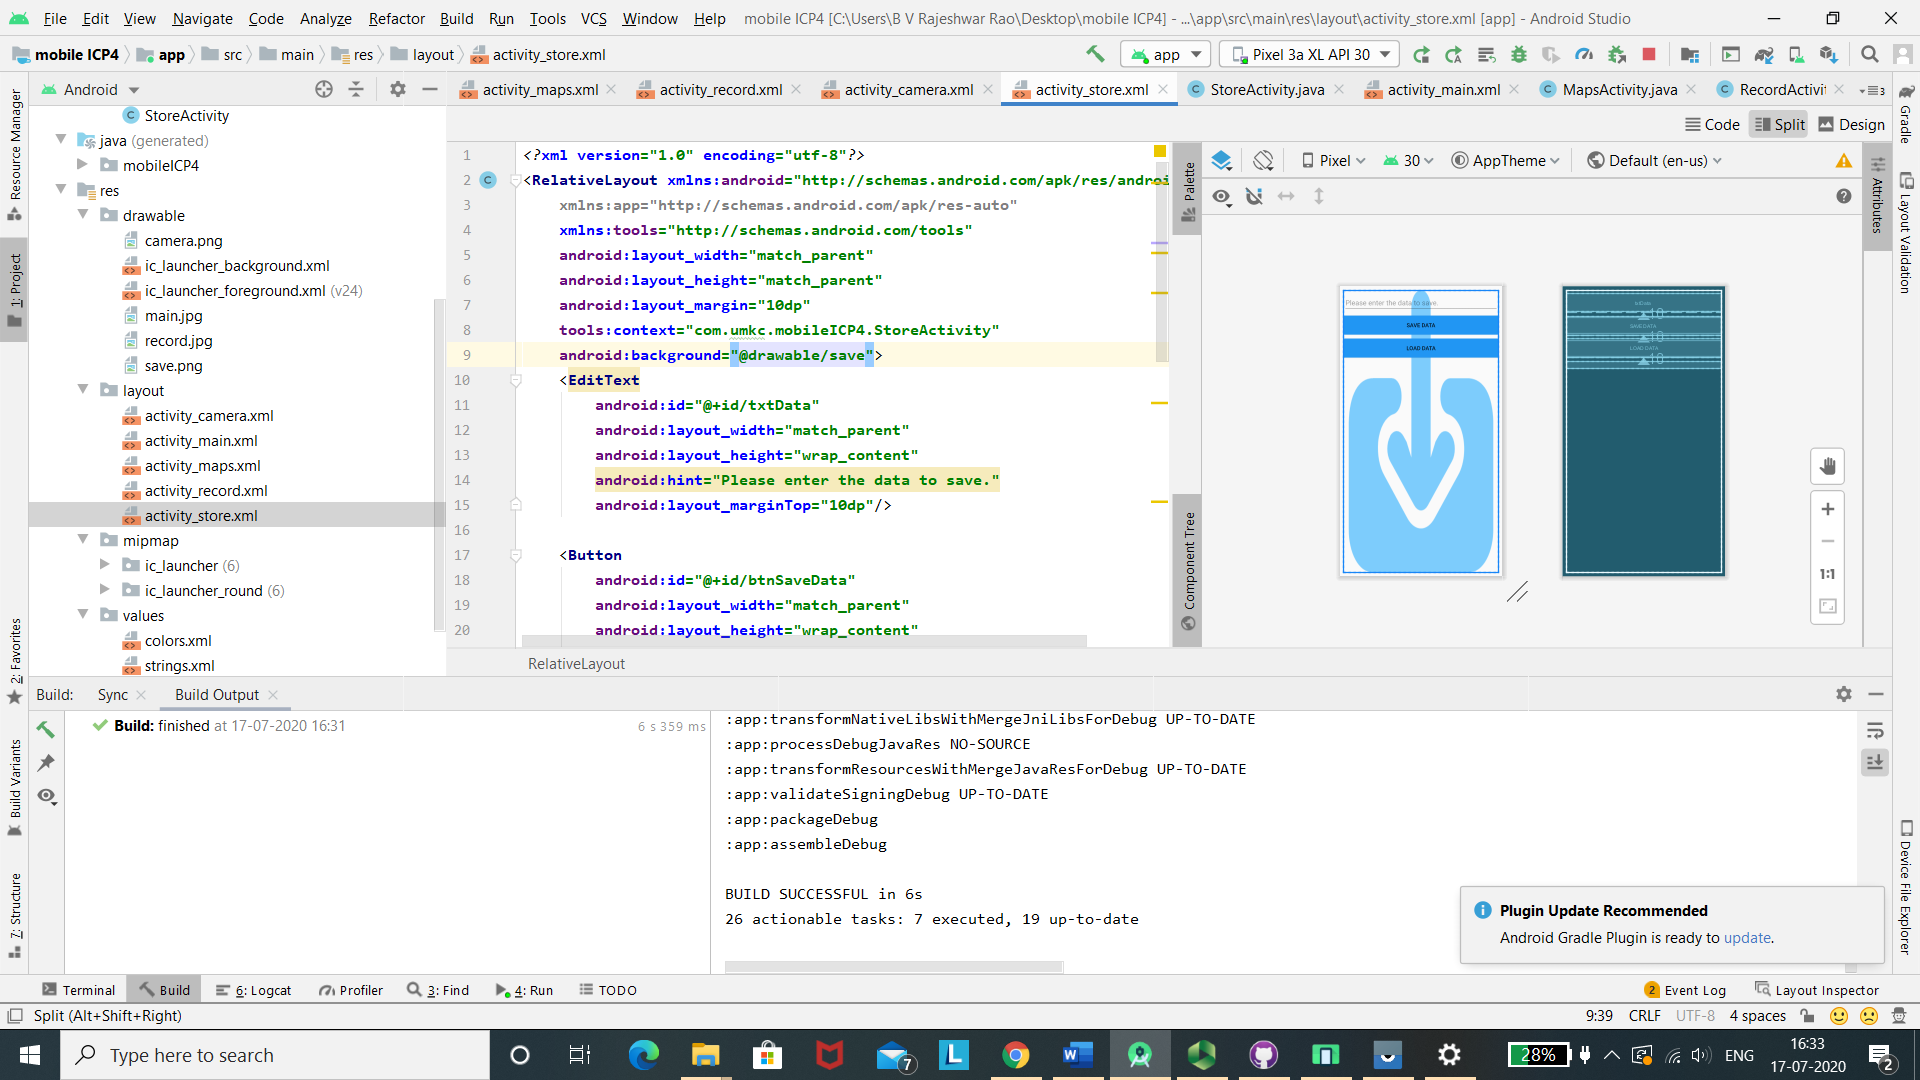 File Edit View Navigate Code Analyze Refactor Build Run Tools VCS Window Help mobile ICP4 [C:\Users\B V Rajeshwar Rao\Desktop\mobile ICP4] - ...\app\src\main\res\layout\activity_store.xml [app] - Android Studio
mobile ICP4 app src main res layout activity_store.xml app Pixel 3a XL API 30
Android activity_maps.xml activity_record.xml activity_camera.xml activity_store.xml StoreActivity.java activity_main.xml MapsActivity.java RecordActivit 3
Code Split Design
Resource Manager
1: Project
2: Favorites
Build Variants
7: Structure
StoreActivity
java (generated)
mobileICP4
res
drawable
camera.png
ic_launcher_background.xml
ic_launcher_foreground.xml (v24)
main.jpg
record.jpg
save.png
layout
activity_camera.xml
activity_main.xml
activity_maps.xml
activity_record.xml
activity_store.xml
mipmap
ic_launcher (6)
ic_launcher_round (6)
values
colors.xml
strings.xml
1 <?xml version="1.0" encoding="utf-8"?>
2 <RelativeLayout xmlns:android="http://schemas.android.com/apk/res/androi
3 xmlns:app="http://schemas.android.com/apk/res-auto"
4 xmlns:tools="http://schemas.android.com/tools"
5 android:layout_width="match_parent"
6 android:layout_height="match_parent"
7 android:layout_margin="10dp"
8 tools:context="com.umkc.mobileICP4.StoreActivity"
9 android:background="@drawable/save">
10 <EditText
11 android:id="@+id/txtData"
12 android:layout_width="match_parent"
13 android:layout_height="wrap_content"
14 android:hint="Please enter the data to save."
15 android:layout_marginTop="10dp"/>
16
17 <Button
18 android:id="@+id/btnSaveData"
19 android:layout_width="match_parent"
20 android:layout_height="wrap_content"
RelativeLayout
Palette
Component Tree
Pixel 30 AppTheme Default (en-us)
Please enter the data to save.
SAVE DATA
LOAD DATA
txtData
10
SAVE DATA
10
LOAD DATA
10
1:1
Attributes
Gradle
Layout Validation
Device File Explorer
Build: Sync Build Output
Build: finished at 17-07-2020 16:31 6 s 359 ms
:app:transformNativeLibsWithMergeJniLibsForDebug UP-TO-DATE
:app:processDebugJavaRes NO-SOURCE
:app:transformResourcesWithMergeJavaResForDebug UP-TO-DATE
:app:validateSigningDebug UP-TO-DATE
:app:packageDebug
:app:assembleDebug
BUILD SUCCESSFUL in 6s
26 actionable tasks: 7 executed, 19 up-to-date
Plugin Update Recommended
Android Gradle Plugin is ready to update.
Terminal Build 6: Logcat Profiler 3: Find 4: Run TODO 2 Event Log Layout Inspector
Split (Alt+Shift+Right) 9:39 CRLF UTF-8 4 spaces
Type here to search 7 L W 28% ENG 16:33
17-07-2020 2